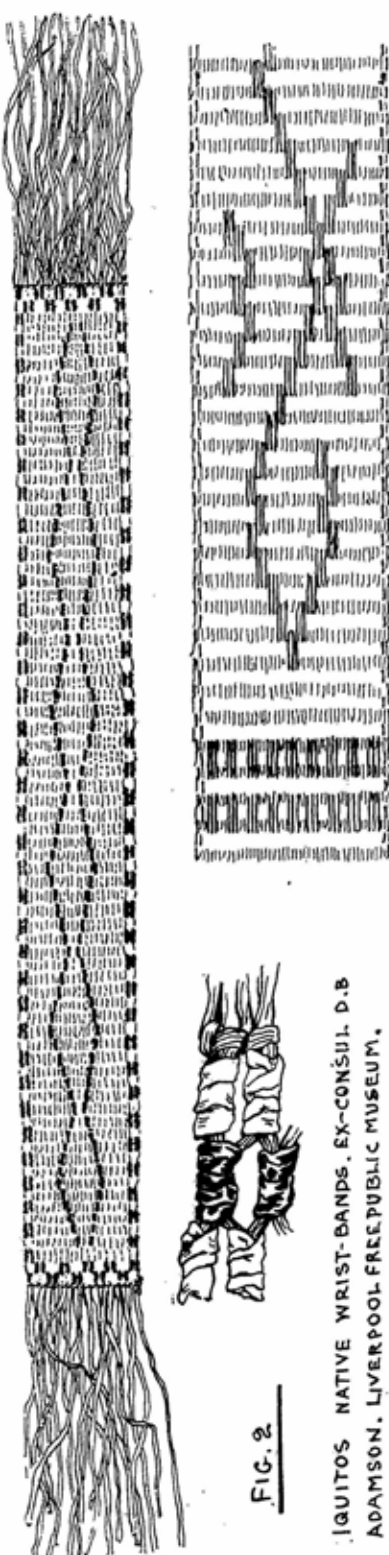 FIG. 2
IQUITOS NATIVE WRIST-BANDS. EX-CONSUL D.B
ADAMSON. LIVERPOOL FREE PUBLIC MUSEUM.